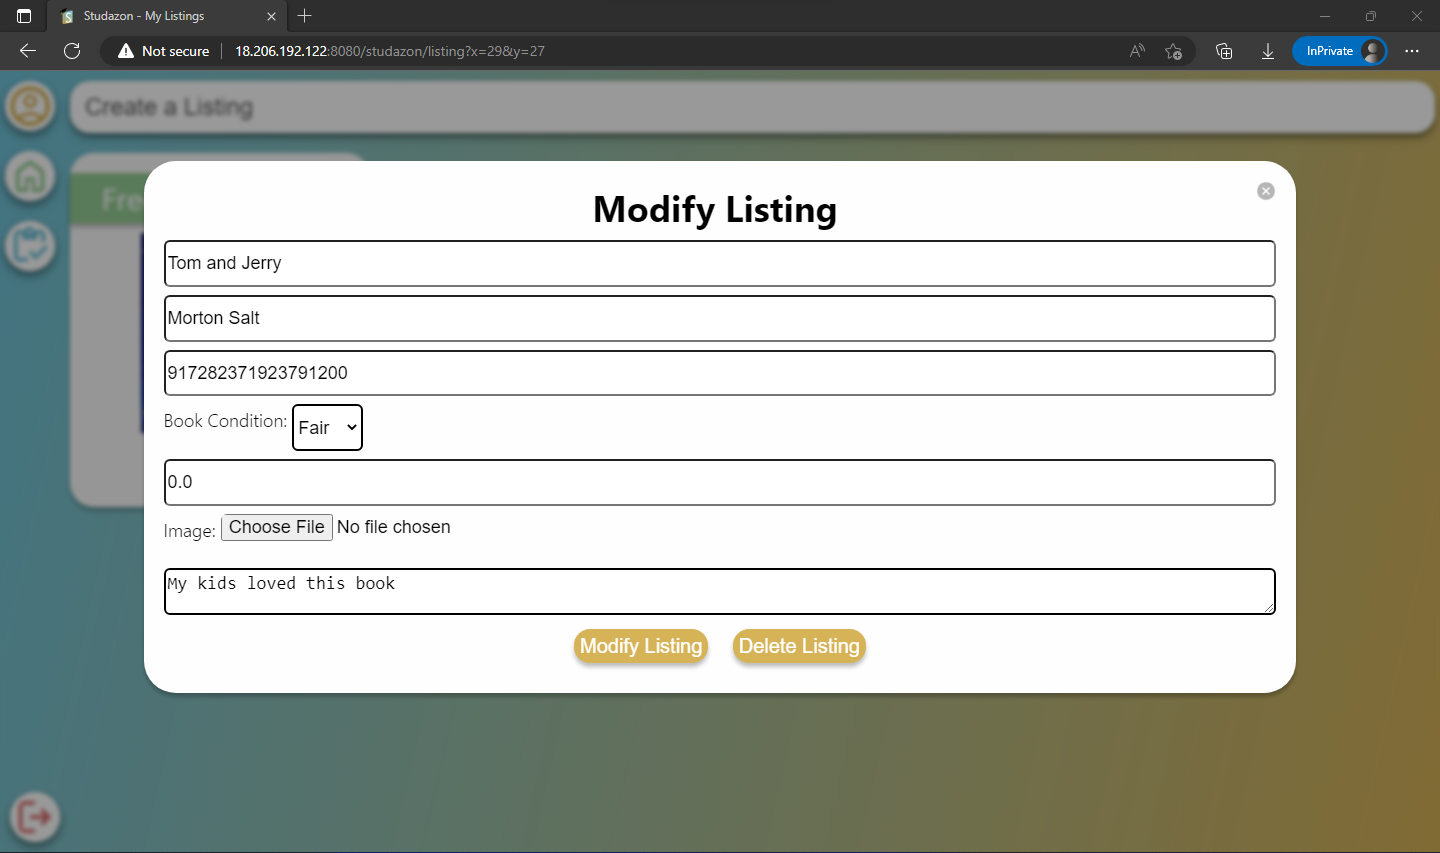 Studazon - My Listings
Not secure 18.206.192.122:8080/studazon/listing?x=29&y=27
InPrivate
Create a Listing
Fre
Modify Listing
Tom and Jerry
Morton Salt
917282371923791200
Book Condition: Fair
0.0
Image: Choose File No file chosen
My kids loved this book
Modify Listing Delete Listing